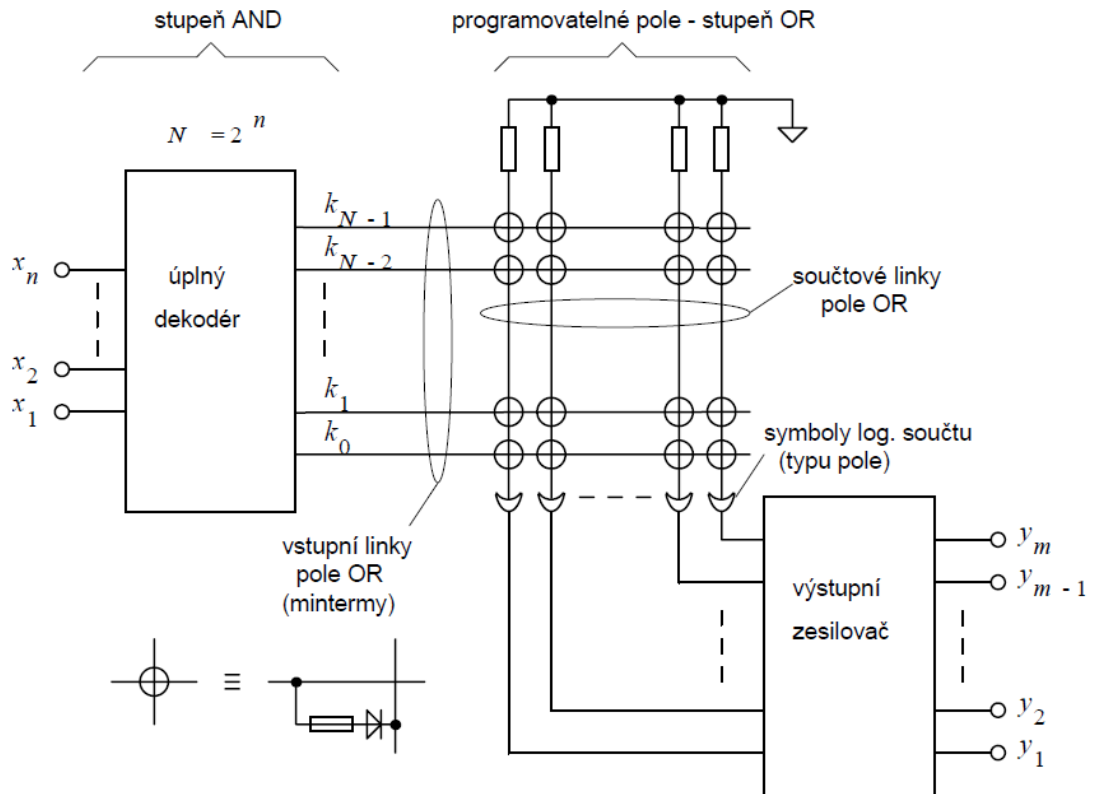 stupeň AND
programovatelné pole - stupeň OR
N = 2 n
úplný
dekodér
x n
x 2
x 1
k N - 1
k N - 2
k 1
k 0
součtové linky
pole OR
symboly log. součtu
(typu pole)
vstupní linky
pole OR
(mintermy)
výstupní
zesilovač
y m
y m - 1
y 2
y 1
≡